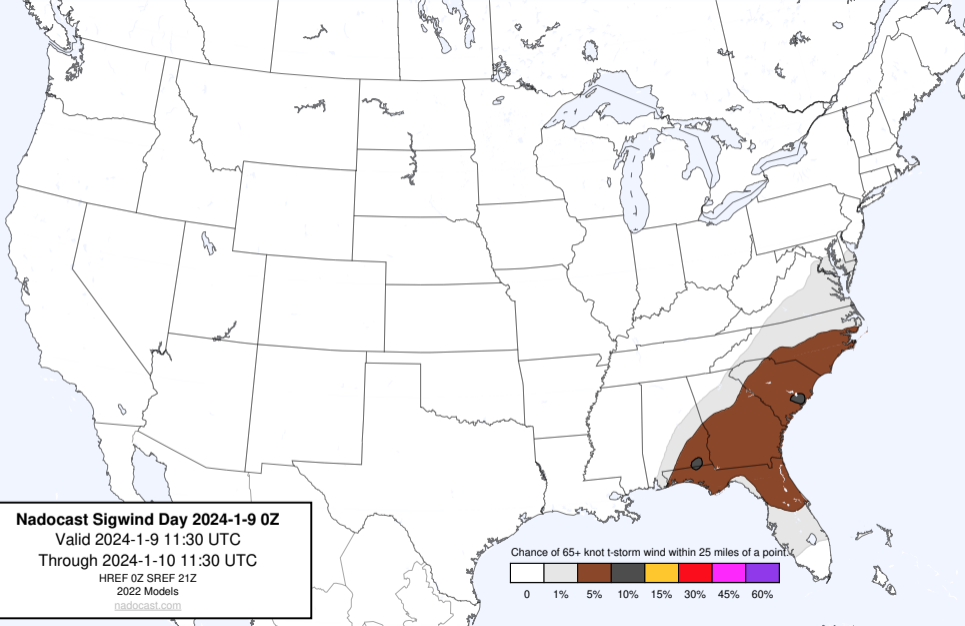 Nadocast Sigwind Day 2024-1-9 0Z
Valid 2024-1-9 11:30 UTC
Through 2024-1-10 11:30 UTC
HREF 0Z SREF 21Z
2022 Models
nadocast.com
Chance of 65+ knot t-storm wind within 25 miles of a point.
0 1% 5% 10% 15% 30% 45% 60%